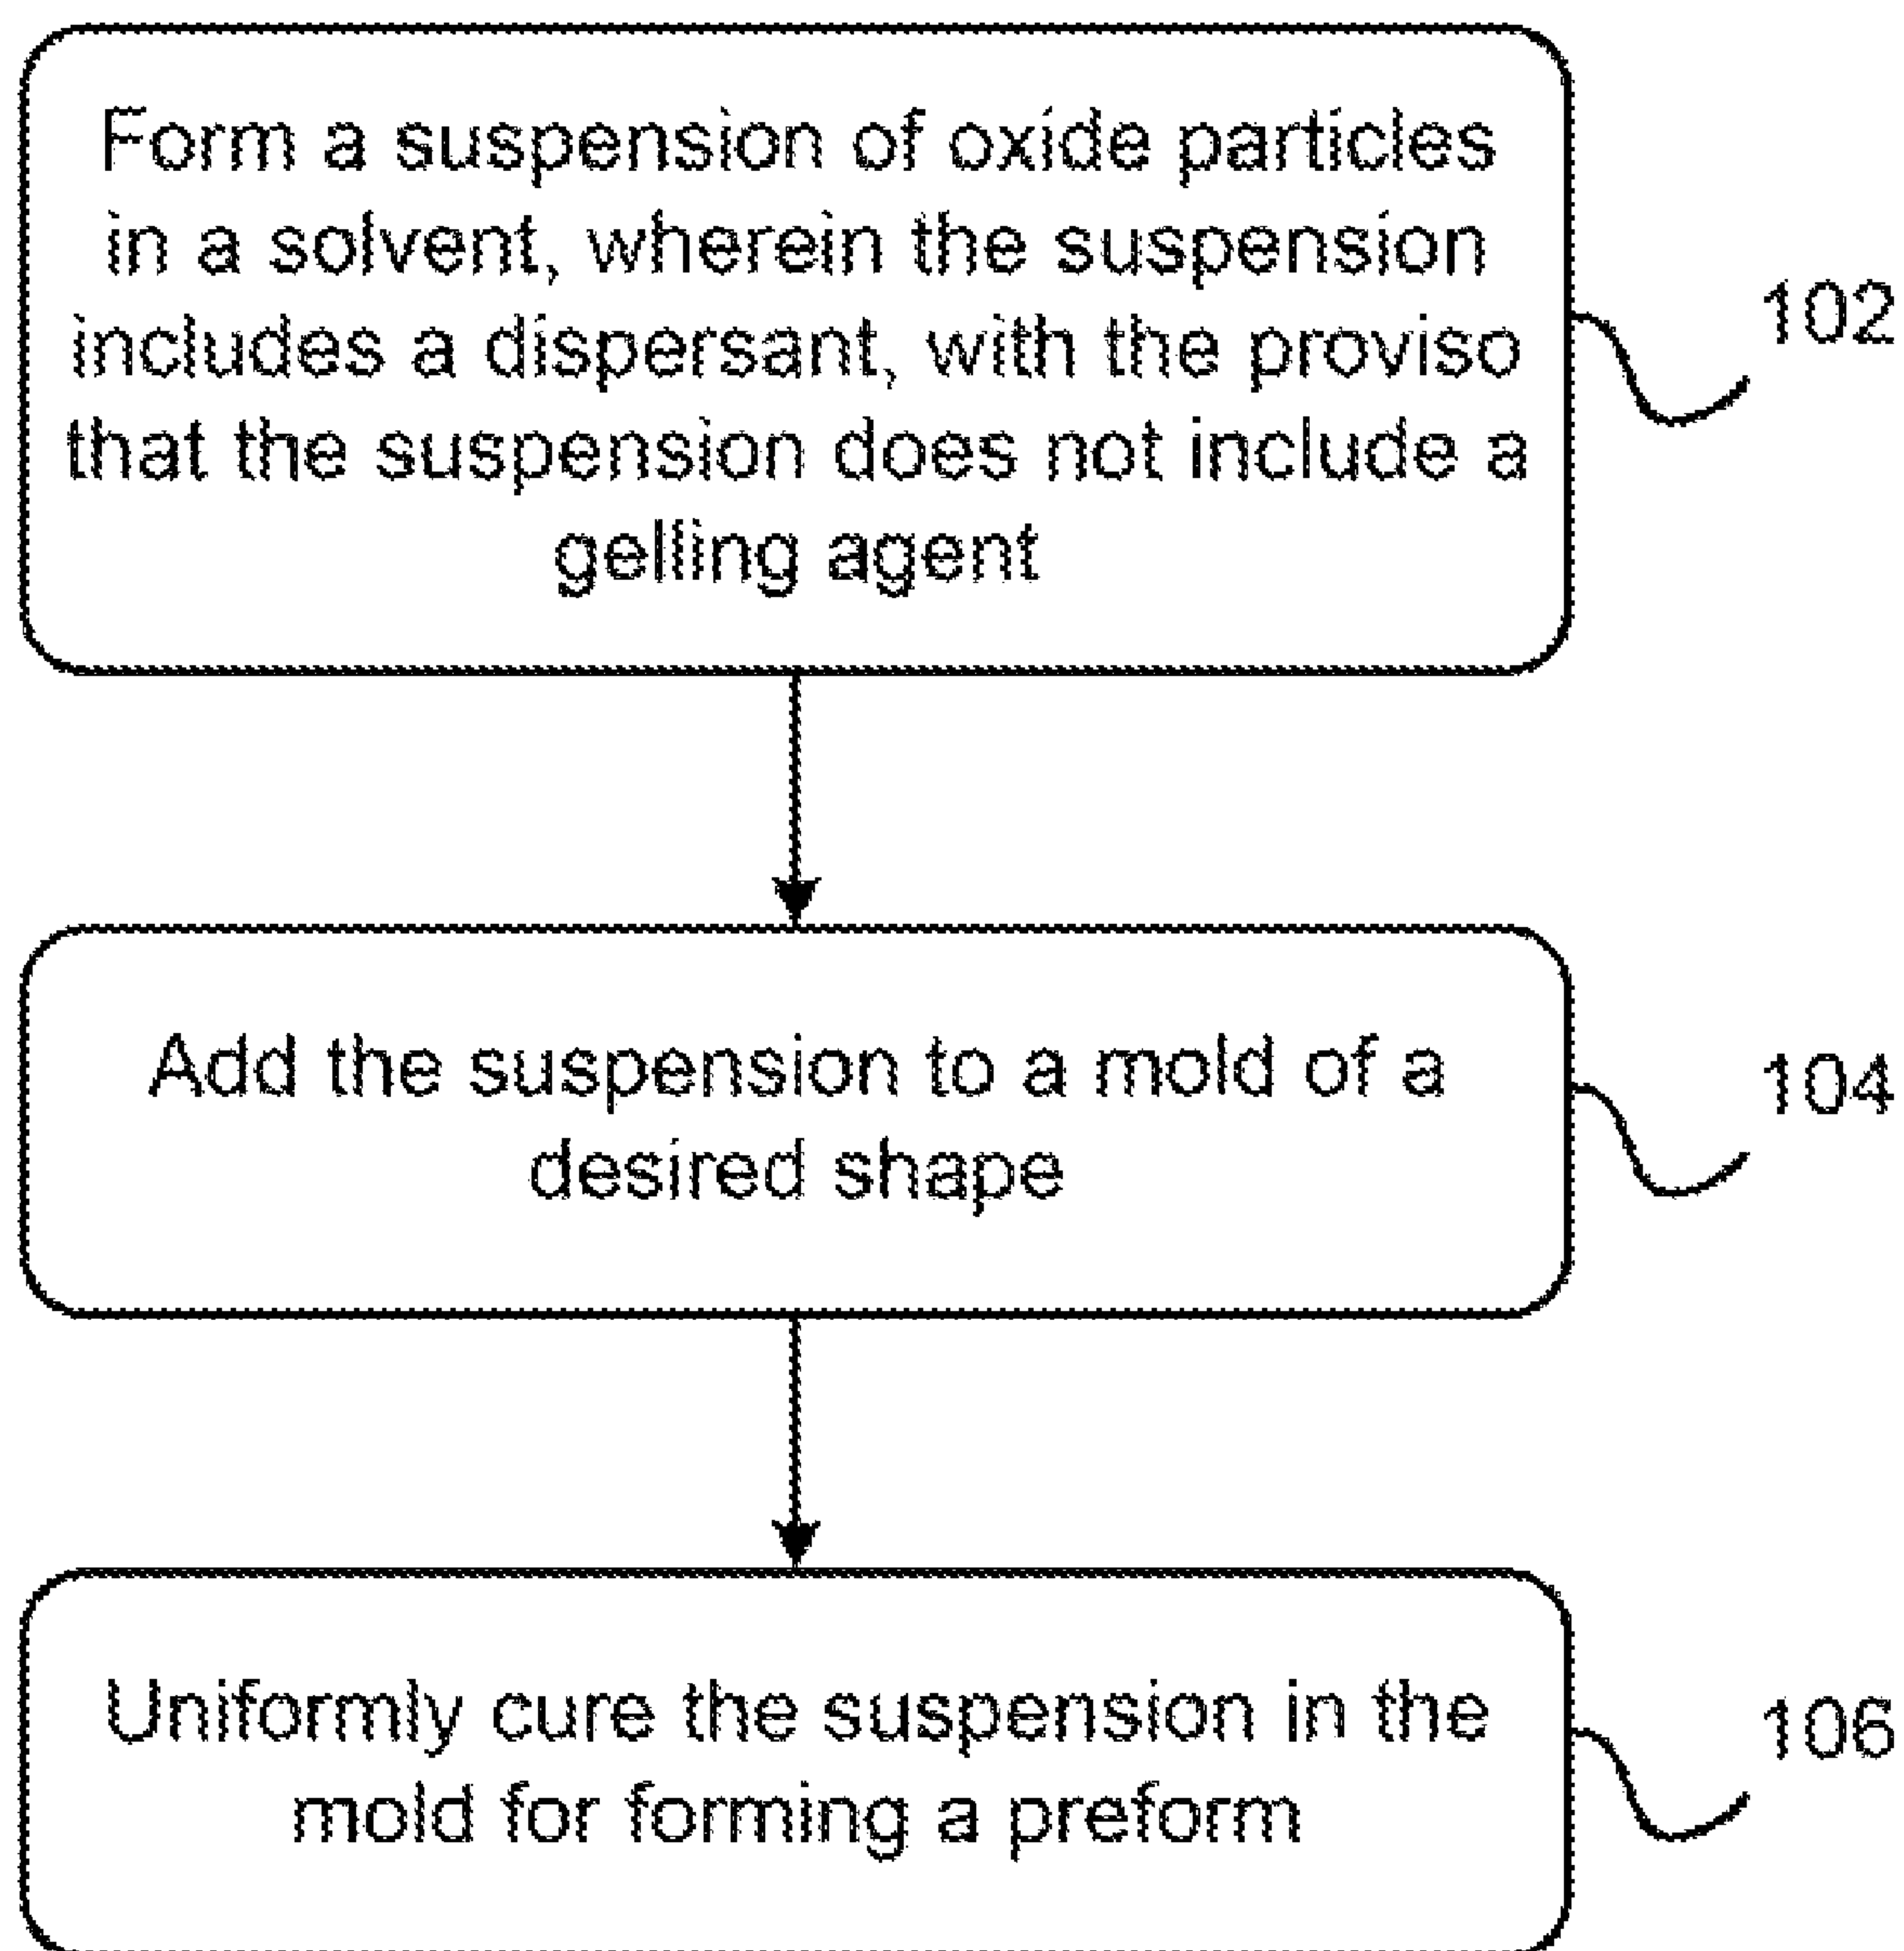 Form a suspension of oxide particles
in a solvent, wherein the suspension
includes a dispersant, with the proviso
that the suspension does not include a
gelling agent
102
Add the suspension to a mold of a
desired shape
104
Uniformly cure the suspension in the
mold for forming a preform
106